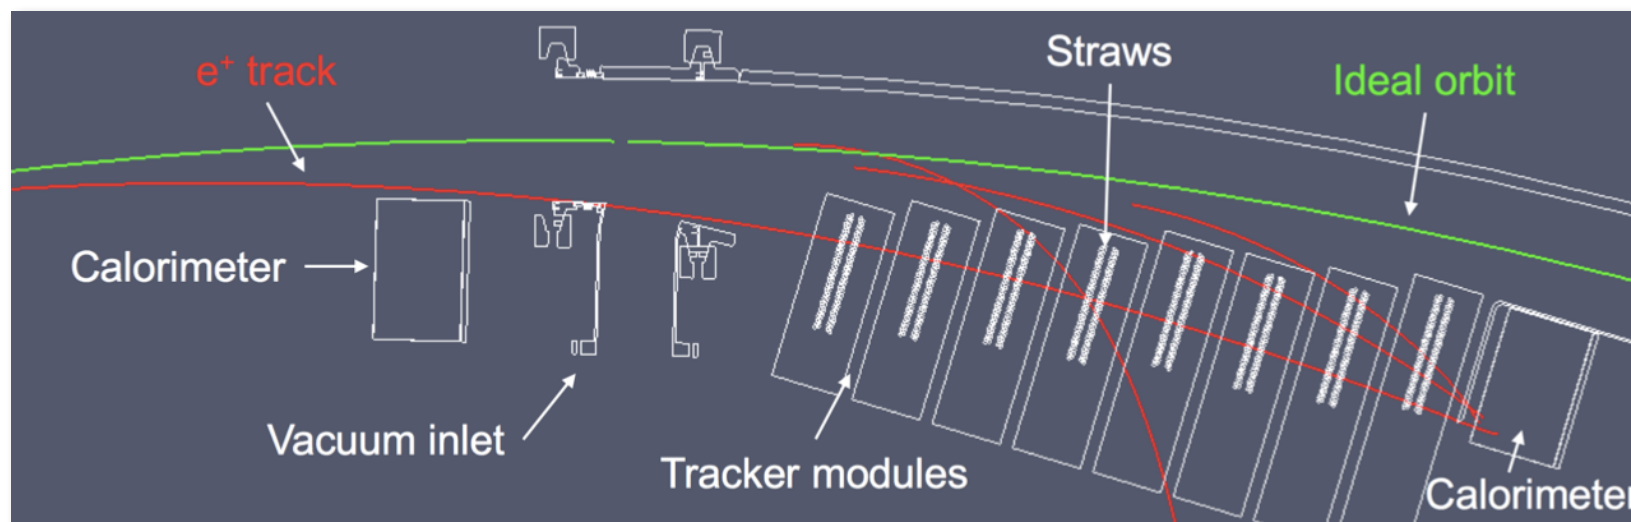 Straws
e⁺ track
Ideal orbit
Calorimeter
Vacuum inlet
Tracker modules
Calorimeter